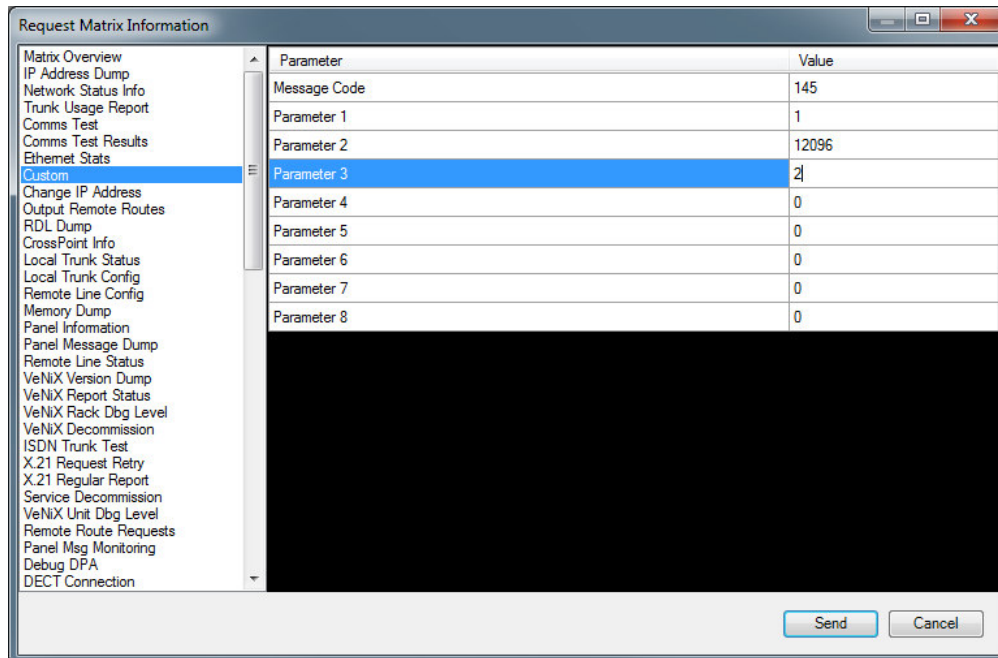 Request Matrix Information
Matrix Overview
IP Address Dump
Network Status Info
Trunk Usage Report
Comms Test
Comms Test Results
Ethernet Stats
Custom
Change IP Address
Output Remote Routes
RDL Dump
CrossPoint Info
Local Trunk Status
Local Trunk Config
Remote Line Config
Memory Dump
Panel Information
Panel Message Dump
Remote Line Status
VeNiX Version Dump
VeNiX Report Status
VeNiX Rack Dbg Level
VeNiX Decommission
ISDN Trunk Test
X.21 Request Retry
X.21 Regular Report
Service Decommission
VeNiX Unit Dbg Level
Remote Route Requests
Panel Msg Monitoring
Debug DPA
DECT Connection
Parameter Value
Message Code 145
Parameter 1 1
Parameter 2 12096
Parameter 3 2
Parameter 4 0
Parameter 5 0
Parameter 6 0
Parameter 7 0
Parameter 8 0
Send Cancel